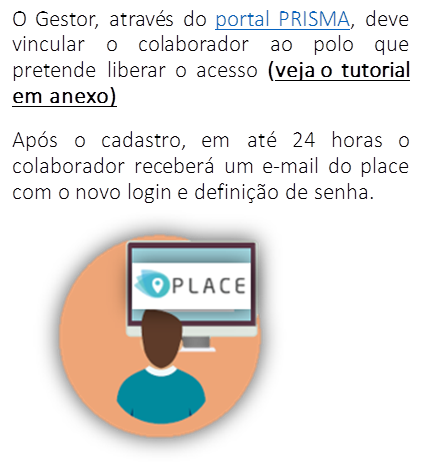 O Gestor, através do portal PRISMA, deve
vincular o colaborador ao polo que
pretende liberar o acesso (veja o tutorial
em anexo)
Após o cadastro, em até 24 horas o
colaborador receberá um e-mail do place
com o novo login e definição de senha.
PLACE